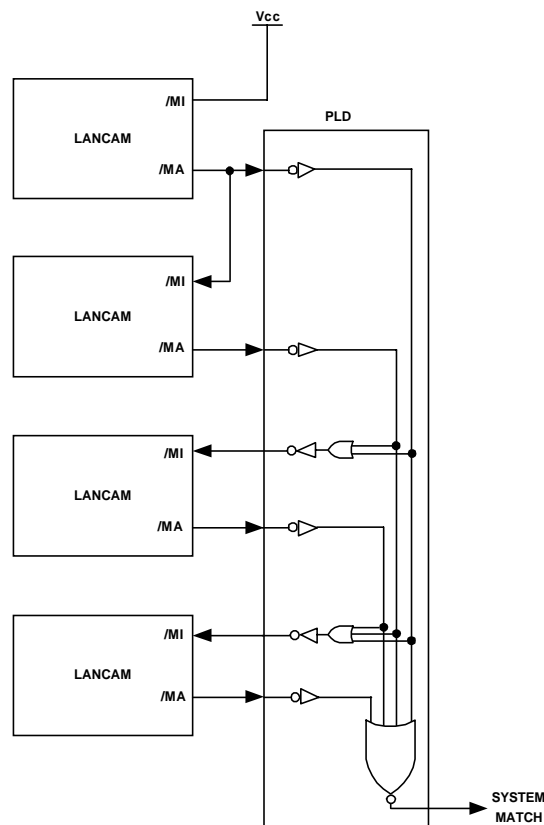 Vcc
/MI
PLD
LANCAM
/MA
/MI
LANCAM
/MA
/MI
LANCAM
/MA
/MI
LANCAM
/MA
SYSTEM
MATCH